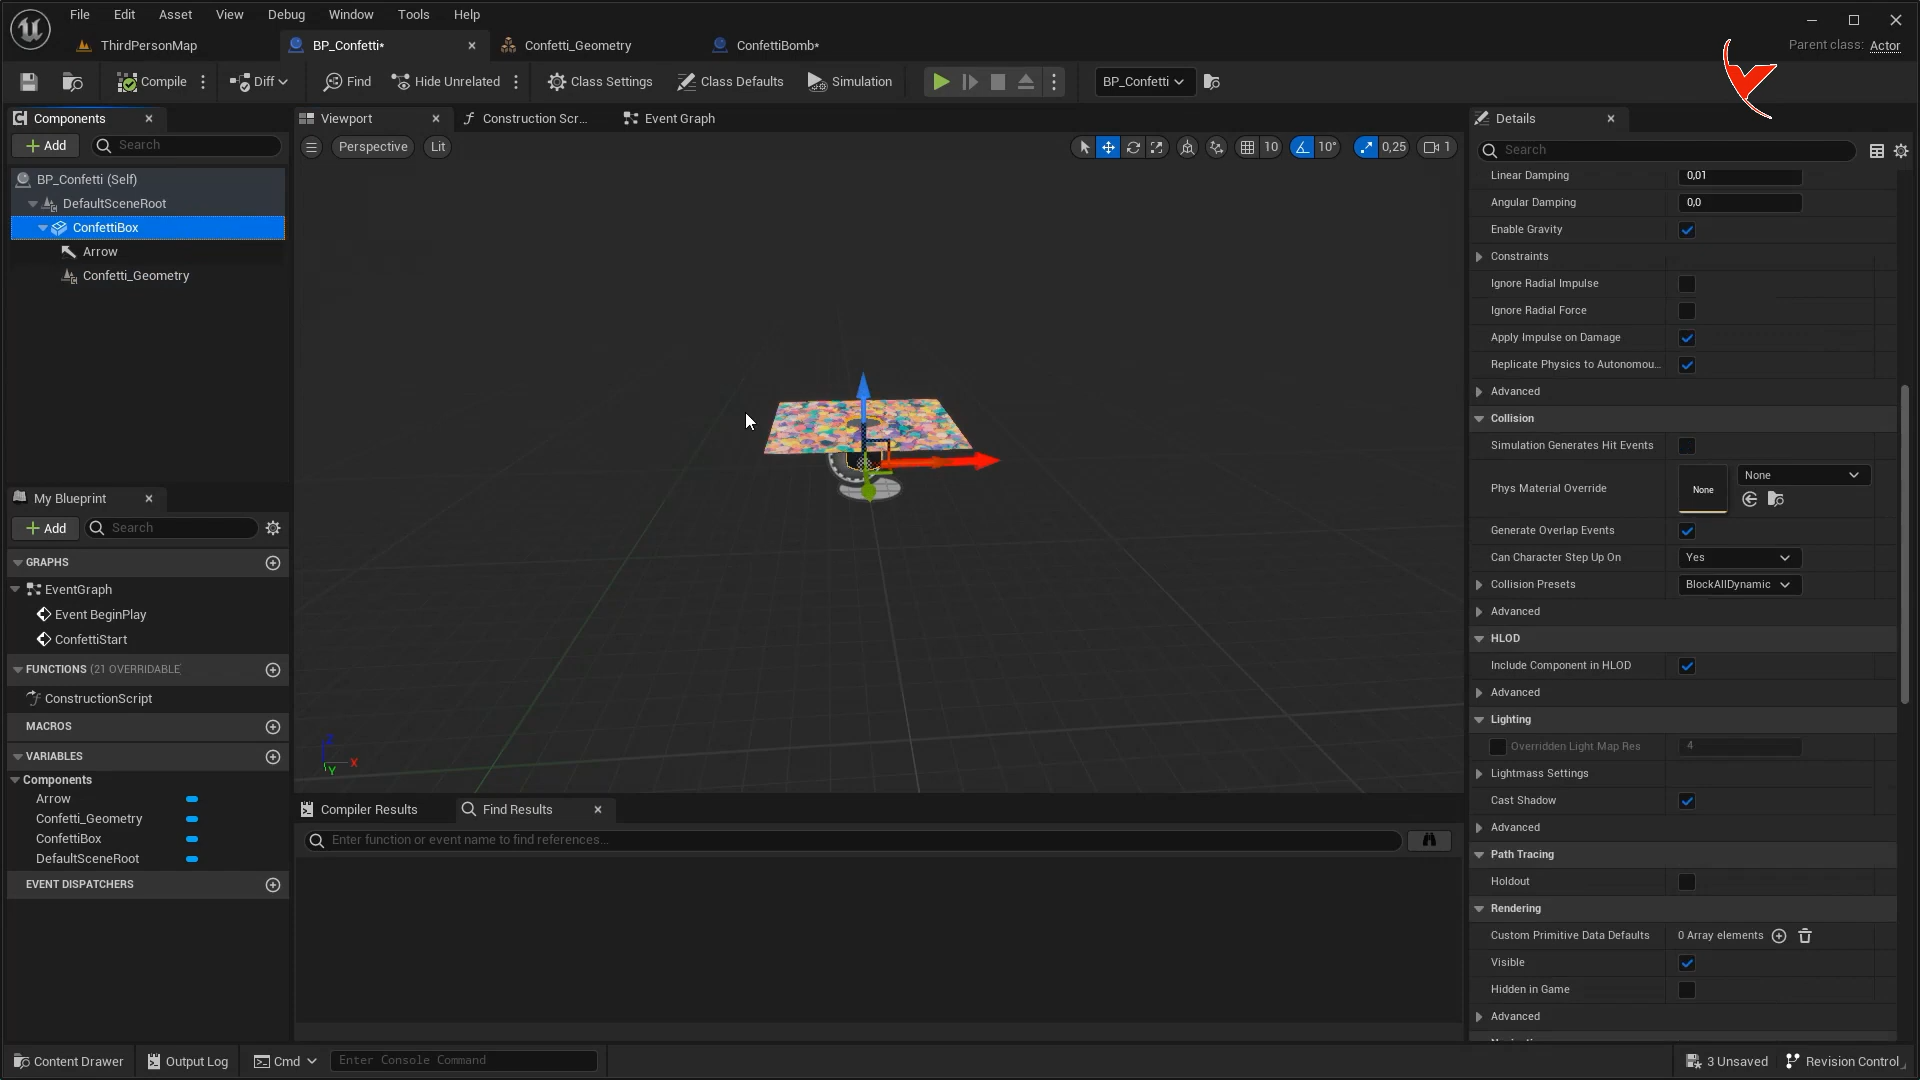 File Edit Asset View Debug Window Tools Help
ThirdPersonMap BP_Confetti* Confetti_Geometry ConfettiBomb* Parent class: Actor
Compile Diff Find Hide Unrelated Class Settings Class Defaults Simulation BP_Confetti
Components
Add Search
BP_Confetti (Self)
DefaultSceneRoot
ConfettiBox
Arrow
Confetti_Geometry
My Blueprint
Add Search
GRAPHS
EventGraph
Event BeginPlay
ConfettiStart
FUNCTIONS (21 OVERRIDABLE
ConstructionScript
MACROS
VARIABLES
Components
Arrow
Confetti_Geometry
ConfettiBox
DefaultSceneRoot
EVENT DISPATCHERS
Viewport Construction Scr... Event Graph
Perspective Lit 10 10° 0,25 1
Z
X
Y
Compiler Results Find Results
Enter function or event name to find references...
Details
Search
Linear Damping 0,01
Angular Damping 0,0
Enable Gravity
Constraints
Ignore Radial Impulse
Ignore Radial Force
Apply Impulse on Damage
Replicate Physics to Autonomou...
Advanced
Collision
Simulation Generates Hit Events
Phys Material Override None None
Generate Overlap Events
Can Character Step Up On Yes
Collision Presets BlockAllDynamic
Advanced
HLOD
Include Component in HLOD
Advanced
Lighting
Overridden Light Map Res 4
Lightmass Settings
Cast Shadow
Advanced
Path Tracing
Holdout
Rendering
Custom Primitive Data Defaults 0 Array elements
Visible
Hidden in Game
Advanced
Content Drawer Output Log Cmd Enter Console Command 3 Unsaved Revision Control